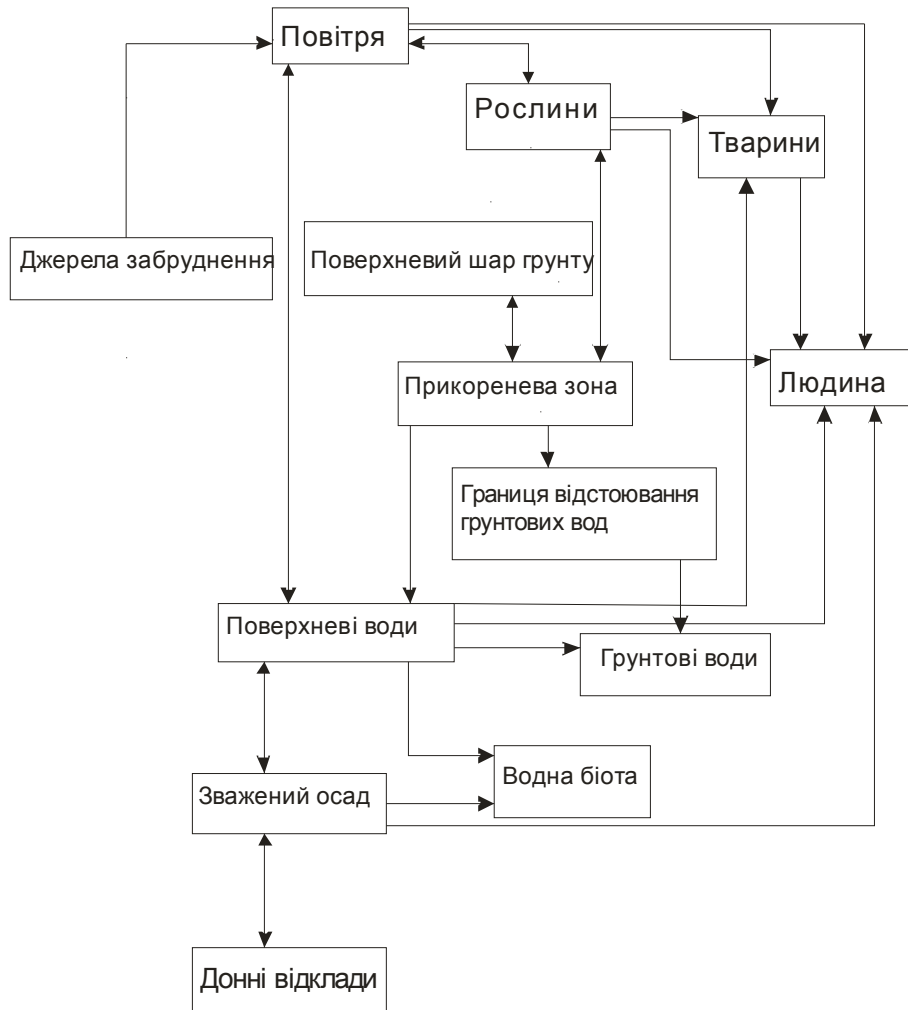 Повітря
Рослини
Тварини
Джерела забруднення
Поверхневий шар грунту
Людина
Прикоренева зона
Границя відстоювання
грунтових вод
Поверхневі води
Грунтові води
Водна біота
Зважений осад
Донні відклади